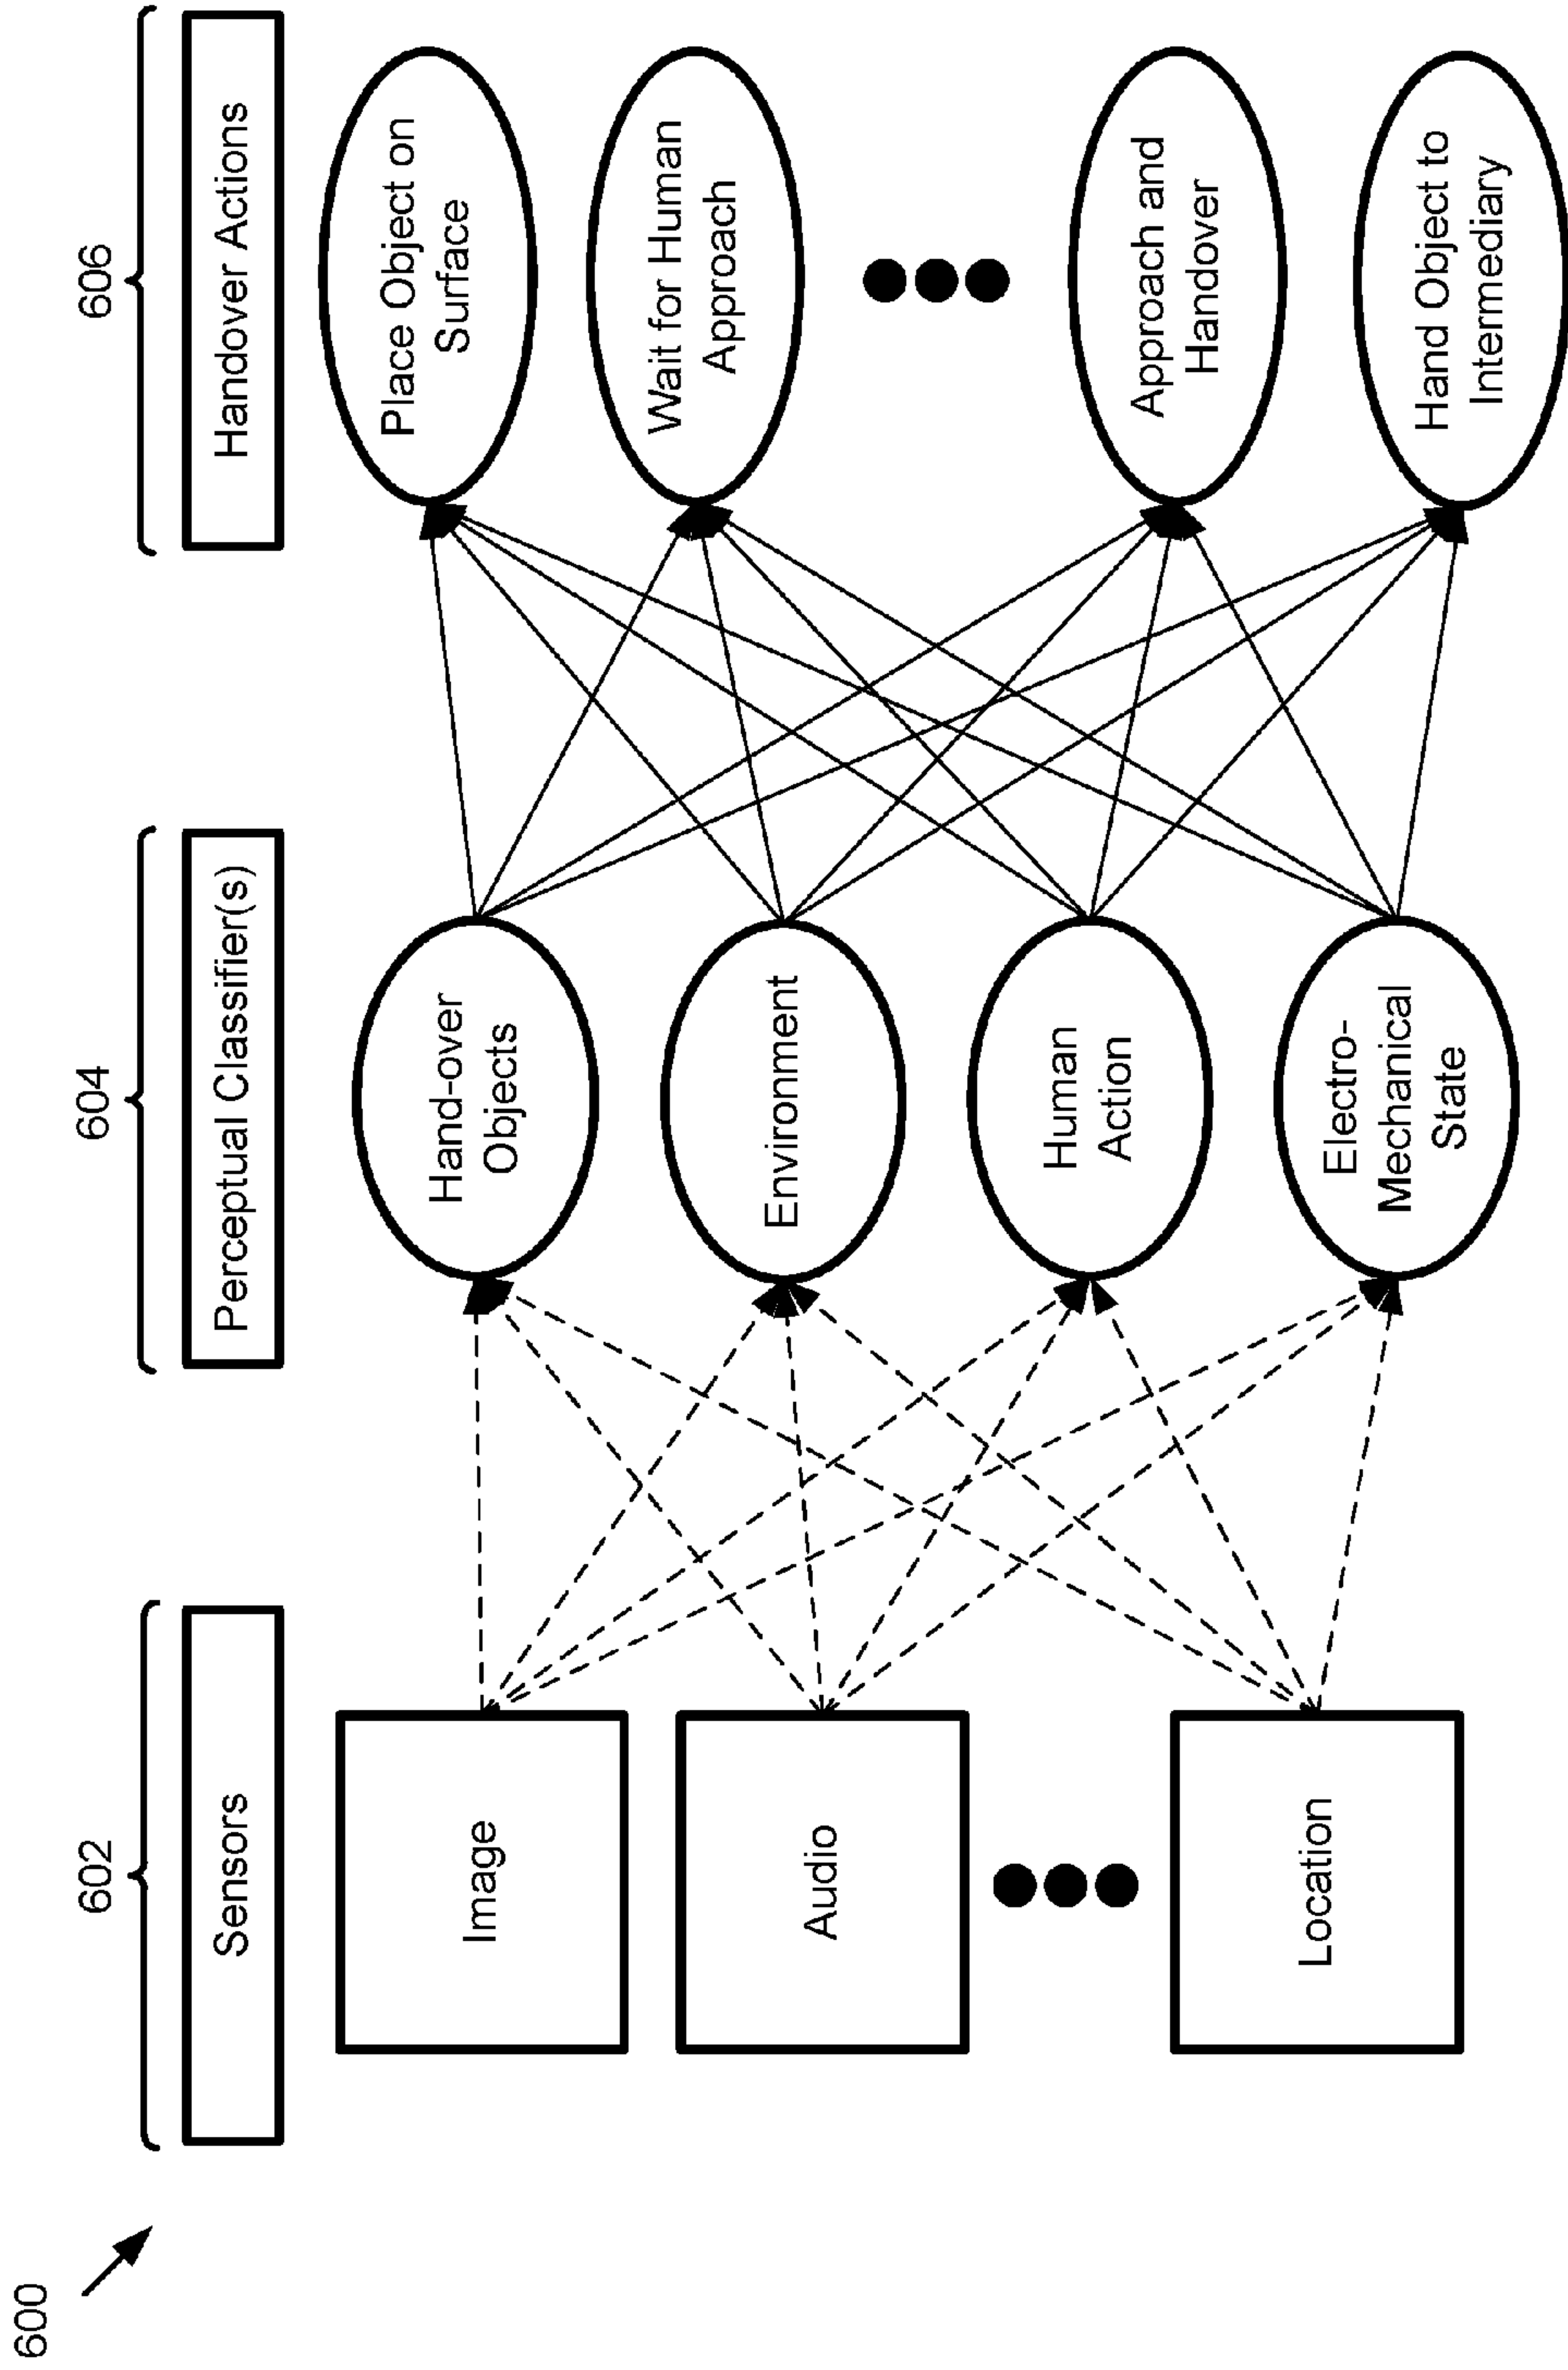 600
602
Sensors
Image
Audio
Location
604
Perceptual Classifier(s)
Hand-over
Objects
Environment
Human
Action
Electro-
Mechanical
State
606
Handover Actions
Place Object on
Surface
Wait for Human
Approach
Approach and
Handover
Hand Object to
Intermediary